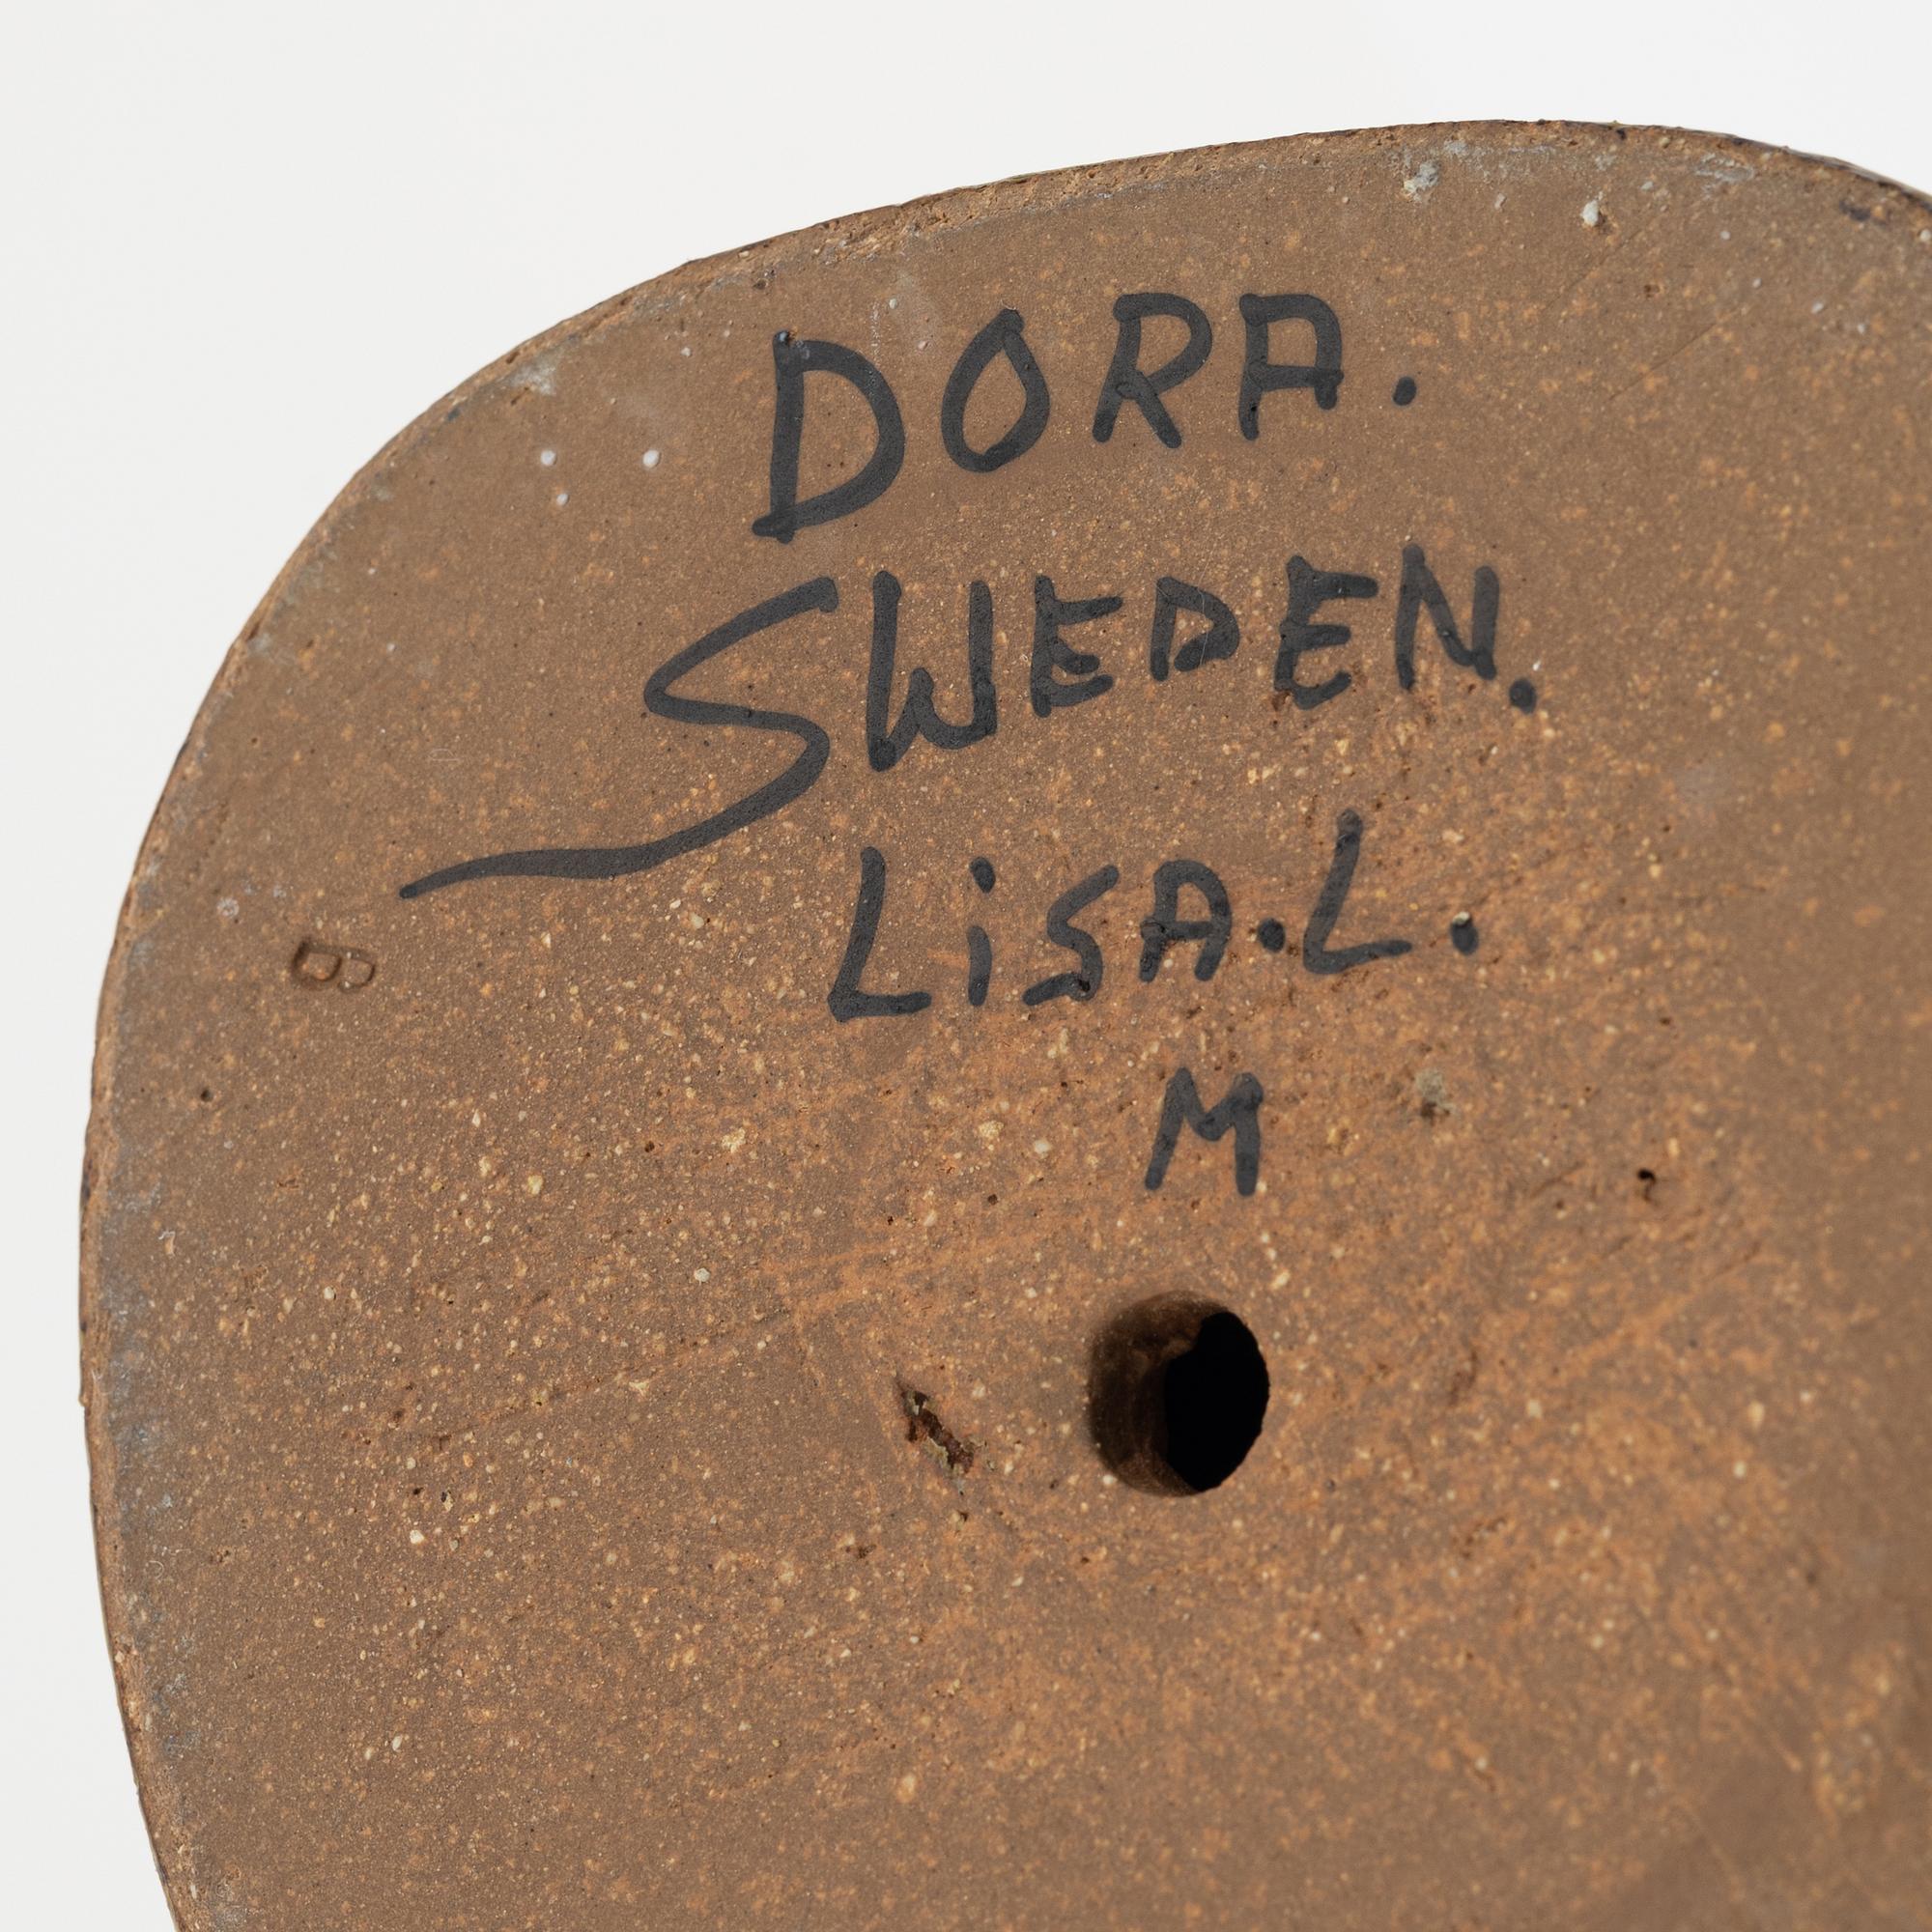 DORA.
SWEDEN.
LiSA.L.
M
B